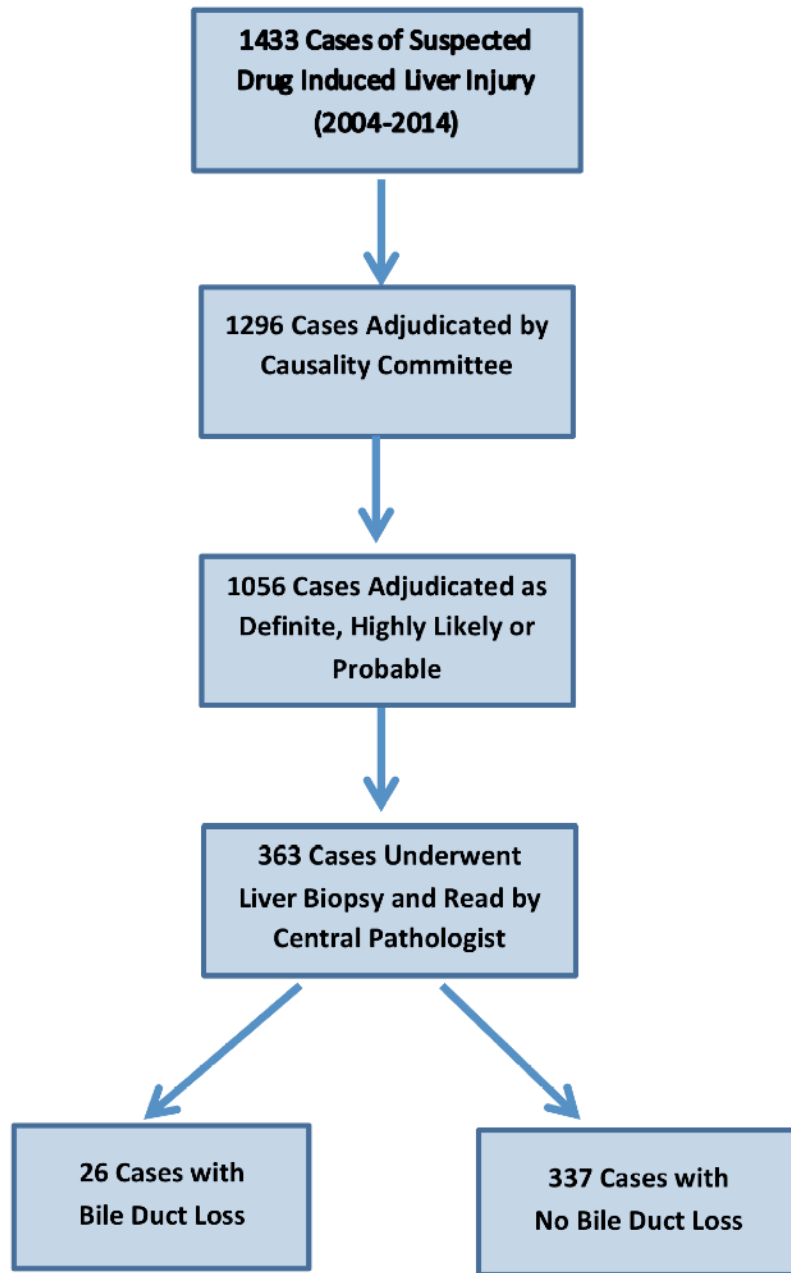 1433 Cases of Suspected
Drug Induced Liver Injury
(2004-2014)
1296 Cases Adjudicated by
Causality Committee
1056 Cases Adjudicated as
Definite, Highly Likely or
Probable
363 Cases Underwent
Liver Biopsy and Read by
Central Pathologist
26 Cases with
Bile Duct Loss
337 Cases with
No Bile Duct Loss